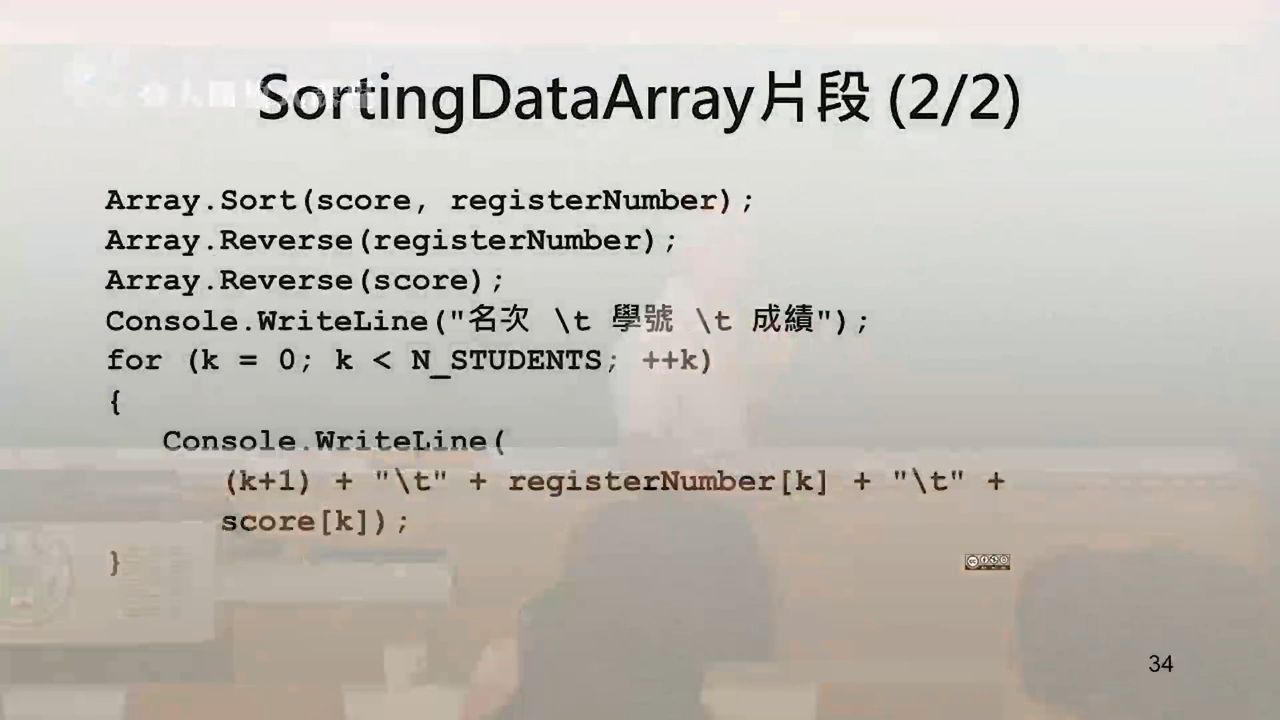 SortingDataArray片段 (2/2)
Array.Sort(score, registerNumber);
Array.Reverse(registerNumber);
Array.Reverse(score);
Console.WriteLine("名次 \t 學號 \t 成績");
for (k = 0; k < N_STUDENTS; ++k)
{
Console.WriteLine(
(k+1) + "\t" + registerNumber[k] + "\t" +
score[k]);
}
34